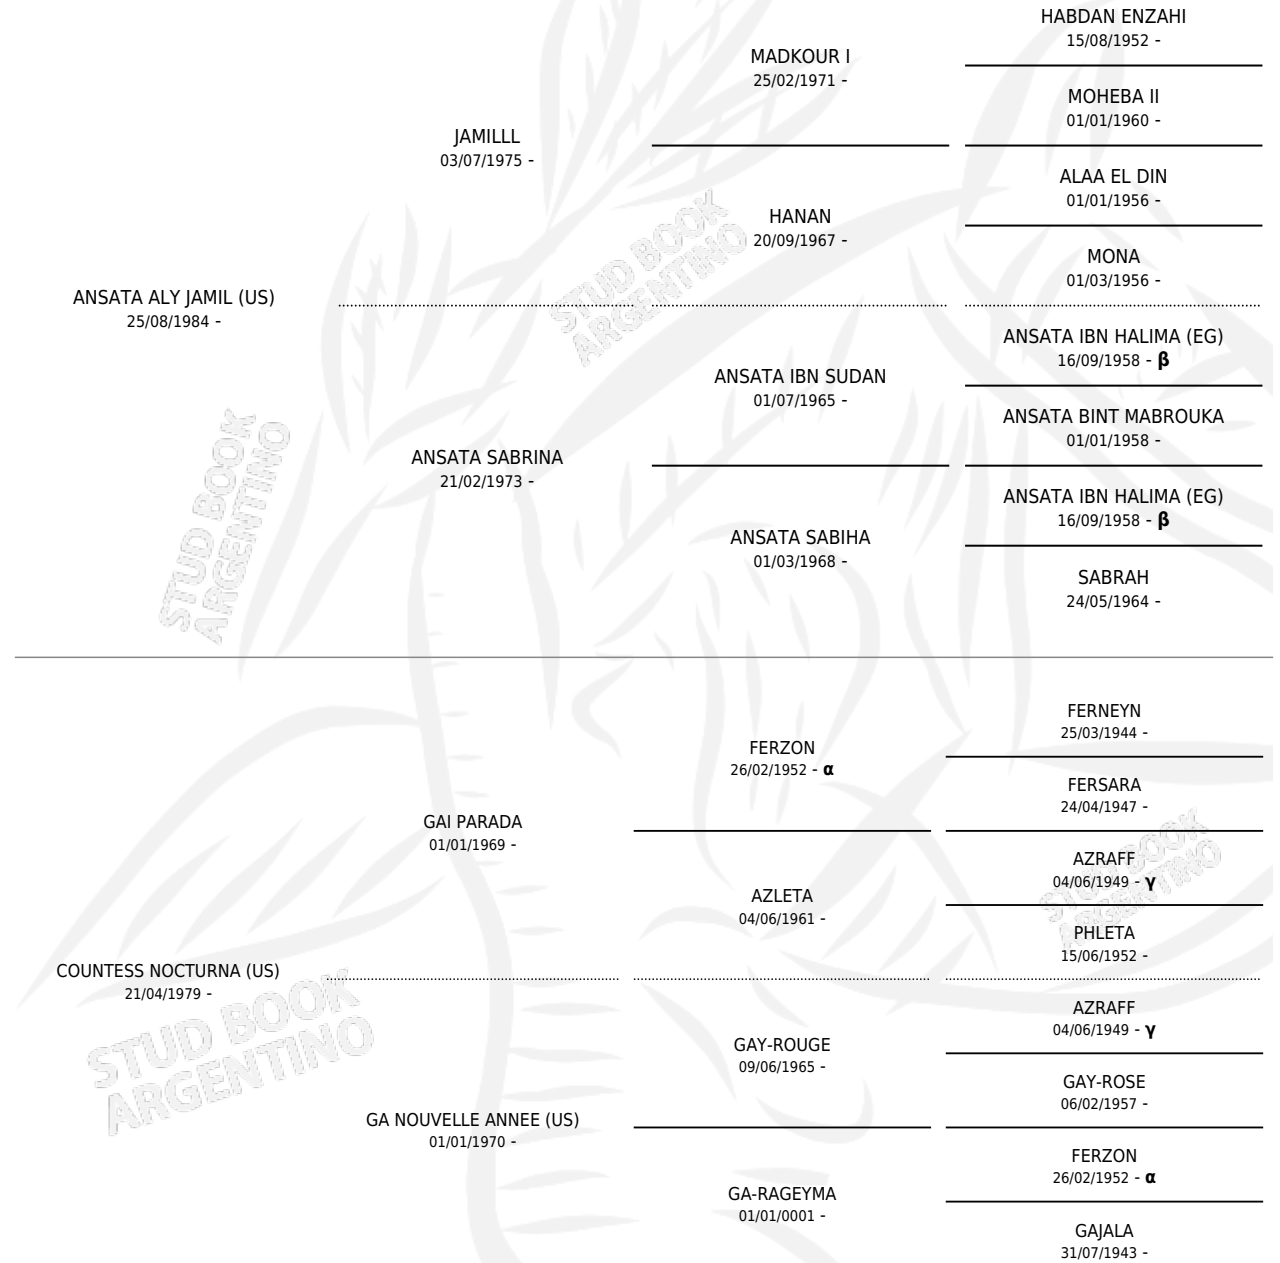 HABDAN ENZAHI
15/08/1952 -
MADKOUR I
25/02/1971 -
MOHEBA II
01/01/1960 -
JAMILLL
03/07/1975 -
ALAA EL DIN
01/01/1956 -
HANAN
20/09/1967 -
MONA
01/03/1956 -
ANSATA ALY JAMIL (US)
25/08/1984 -
ANSATA IBN HALIMA (EG)
16/09/1958 - β
ANSATA IBN SUDAN
01/07/1965 -
ANSATA BINT MABROUKA
01/01/1958 -
ANSATA SABRINA
21/02/1973 -
ANSATA IBN HALIMA (EG)
16/09/1958 - β
ANSATA SABIHA
01/03/1968 -
SABRAH
24/05/1964 -
FERNEYN
25/03/1944 -
FERZON
26/02/1952 - α
FERSARA
24/04/1947 -
GAI PARADA
01/01/1969 -
AZRAFF
04/06/1949 - γ
AZLETA
04/06/1961 -
PHLETA
15/06/1952 -
COUNTESS NOCTURNA (US)
21/04/1979 -
AZRAFF
04/06/1949 - γ
GAY-ROUGE
09/06/1965 -
GAY-ROSE
06/02/1957 -
GA NOUVELLE ANNEE (US)
01/01/1970 -
FERZON
26/02/1952 - α
GA-RAGEYMA
01/01/0001 -
GAJALA
31/07/1943 -
STUD BOOK
ARGENTINO
STUD BOOK
ARGENTINO
STUD BOOK
ARGENTINO
STUD BOOK
ARGENTINO